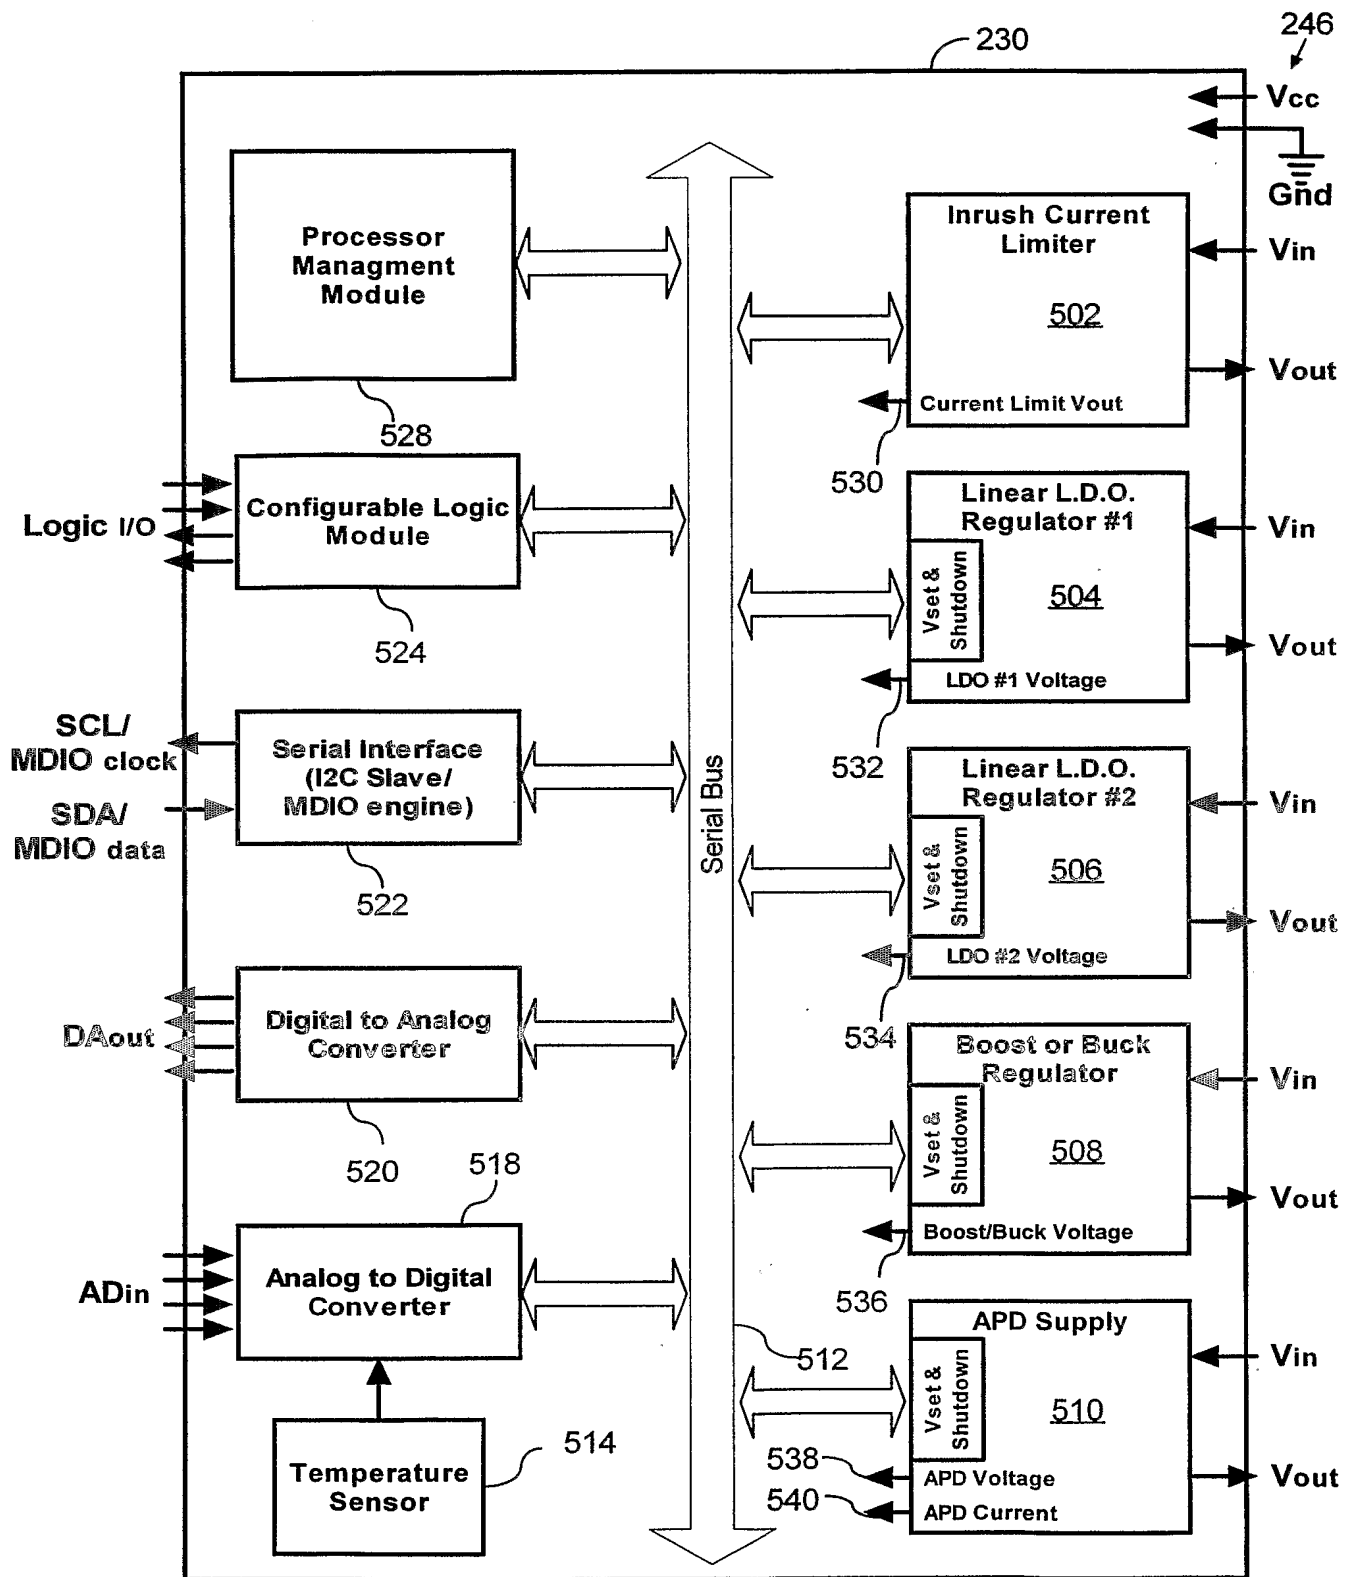 246
230
Vcc
Gnd
Processor
Managment
Module
528
Inrush Current
Limiter
502
Vin
Vout
Current Limit Vout
530
Logic I/O
Configurable Logic
Module
524
Linear L.D.O.
Regulator #1
504
Vset &
Shutdown
Vin
Vout
LDO #1 Voltage
532
SCL/
MDIO clock
SDA/
MDIO data
Serial Interface
(I2C Slave/
MDIO engine)
522
Serial Bus
Linear L.D.O.
Regulator #2
506
Vset &
Shutdown
Vin
Vout
LDO #2 Voltage
534
DAout
Digital to Analog
Converter
520
Boost or Buck
Regulator
508
Vset &
Shutdown
Vin
Vout
Boost/Buck Voltage
536
518
ADin
Analog to Digital
Converter
512
514
Temperature
Sensor
APD Supply
510
Vset &
Shutdown
Vin
Vout
538
APD Voltage
540
APD Current